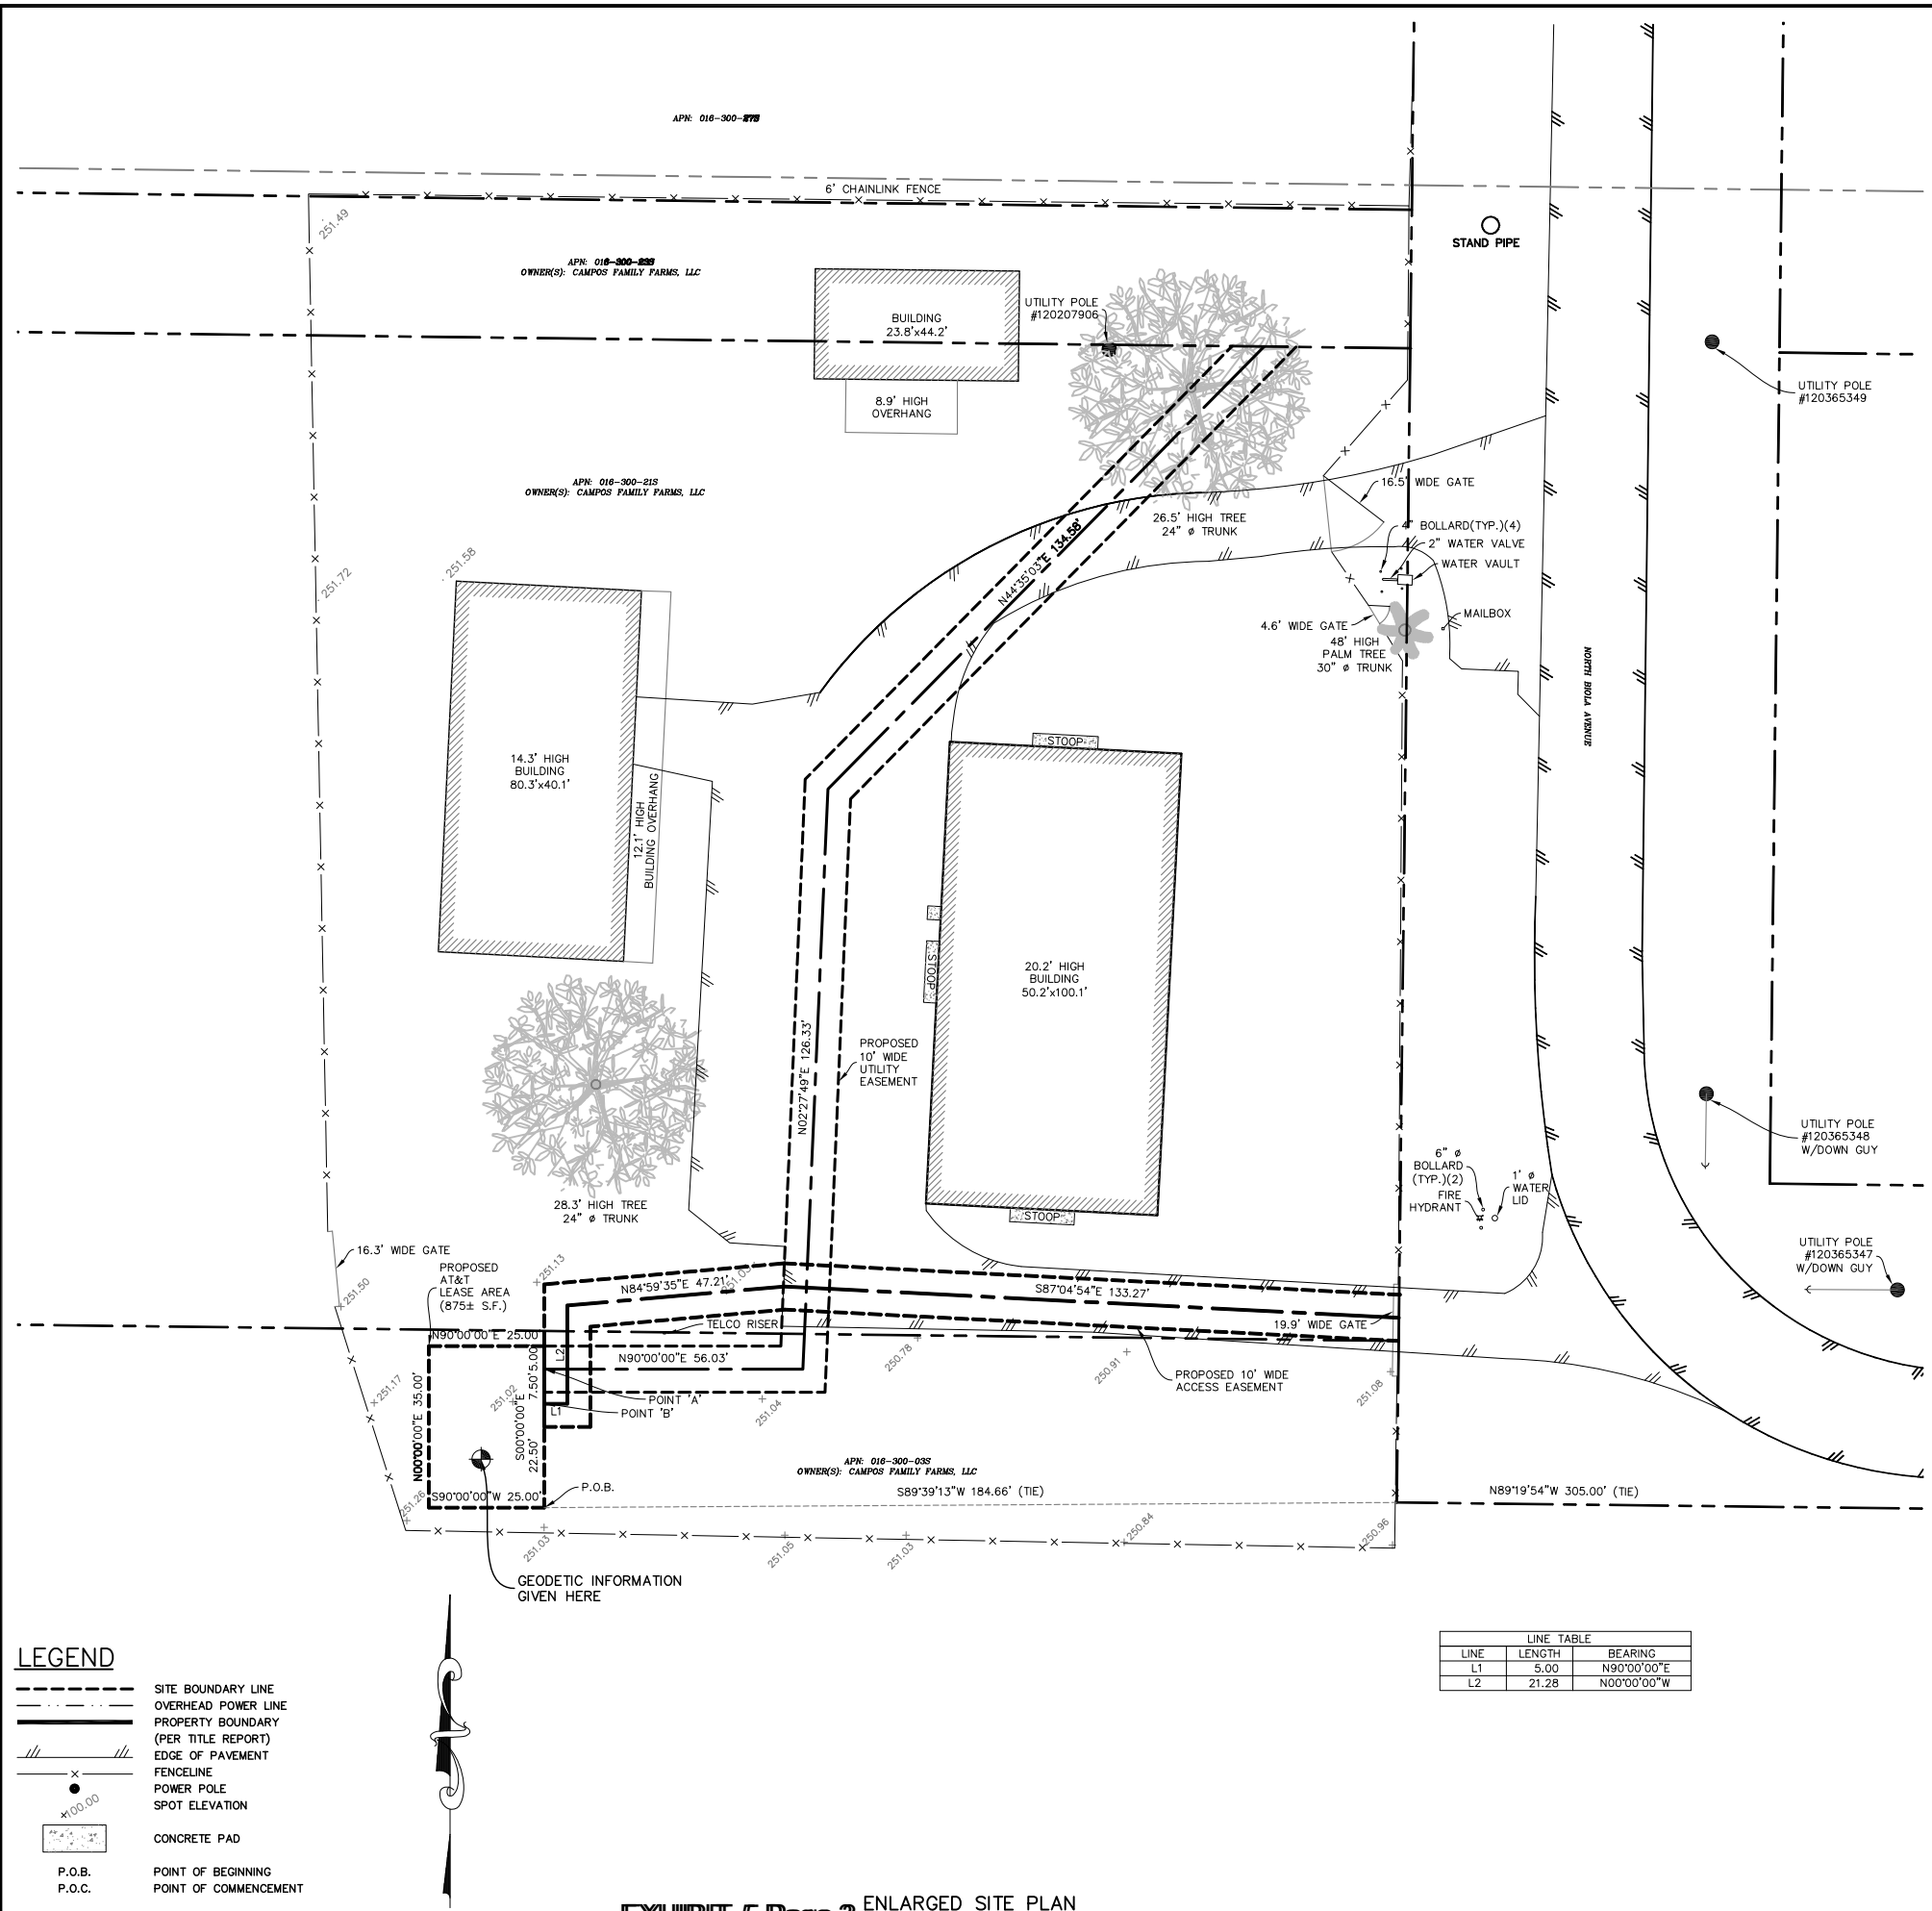 APN: 016-300-27S
6' CHAINLINK FENCE
251.49
STAND PIPE
APN: 016-300-23S
OWNER(S): CAMPOS FAMILY FARMS, LLC
BUILDING
23.8'x44.2'
UTILITY POLE
#120207906
UTILITY POLE
#120365349
8.9' HIGH
OVERHANG
APN: 016-300-21S
OWNER(S): CAMPOS FAMILY FARMS, LLC
16.5' WIDE GATE
26.5' HIGH TREE
24" ø TRUNK
4" BOLLARD(TYP.)(4)
2" WATER VALVE
WATER VAULT
N44°35'03"E 134.58'
251.58
251.72
MAILBOX
4.6' WIDE GATE
48' HIGH
PALM TREE
30" ø TRUNK
NORTH BIOLA AVENUE
STOOP
14.3' HIGH
BUILDING
80.3'x40.1'
12.1' HIGH
BUILDING OVERHANG
STOOP
20.2' HIGH
BUILDING
50.2'x100.1'
N02°27'49"E 126.33'
PROPOSED
10' WIDE
UTILITY
EASEMENT
UTILITY POLE
#120365348
W/DOWN GUY
6" ø
BOLLARD
(TYP.)(2)
FIRE
HYDRANT
1' ø
WATER
LID
28.3' HIGH TREE
24" ø TRUNK
STOOP
UTILITY POLE
#120365347
W/DOWN GUY
16.3' WIDE GATE
PROPOSED
AT&T
LEASE AREA
(875± S.F.)
251.13
251.03
251.50
N84°59'35"E 47.21'
S87°04'54"E 133.27'
19.9' WIDE GATE
TELCO RISER
N90°00'00"E 25.00'
5.00'
L2
N90°00'00"E 56.03'
250.78
250.91
251.08
PROPOSED 10' WIDE
ACCESS EASEMENT
251.17
251.02
7.50'
POINT 'A'
POINT 'B'
L1
251.04
N00°00'00"E 35.00'
S00°00'00"E
22.50'
APN: 016-300-03S
OWNER(S): CAMPOS FAMILY FARMS, LLC
P.O.B.
S90°00'00"W 25.00'
S89°39'13"W 184.66' (TIE)
N89°19'54"W 305.00' (TIE)
251.26
251.03
251.05
251.03
250.84
250.96
GEODETIC INFORMATION
GIVEN HERE
LEGEND
SITE BOUNDARY LINE
OVERHEAD POWER LINE
PROPERTY BOUNDARY
(PER TITLE REPORT)
EDGE OF PAVEMENT
FENCELINE
POWER POLE
100.00 SPOT ELEVATION
CONCRETE PAD
P.O.B. POINT OF BEGINNING
P.O.C. POINT OF COMMENCEMENT
LINE TABLE
LINE LENGTH BEARING
L1 5.00 N90°00'00"E
L2 21.28 N00°00'00"W
EXHIBIT 5 Page 2
ENLARGED SITE PLAN